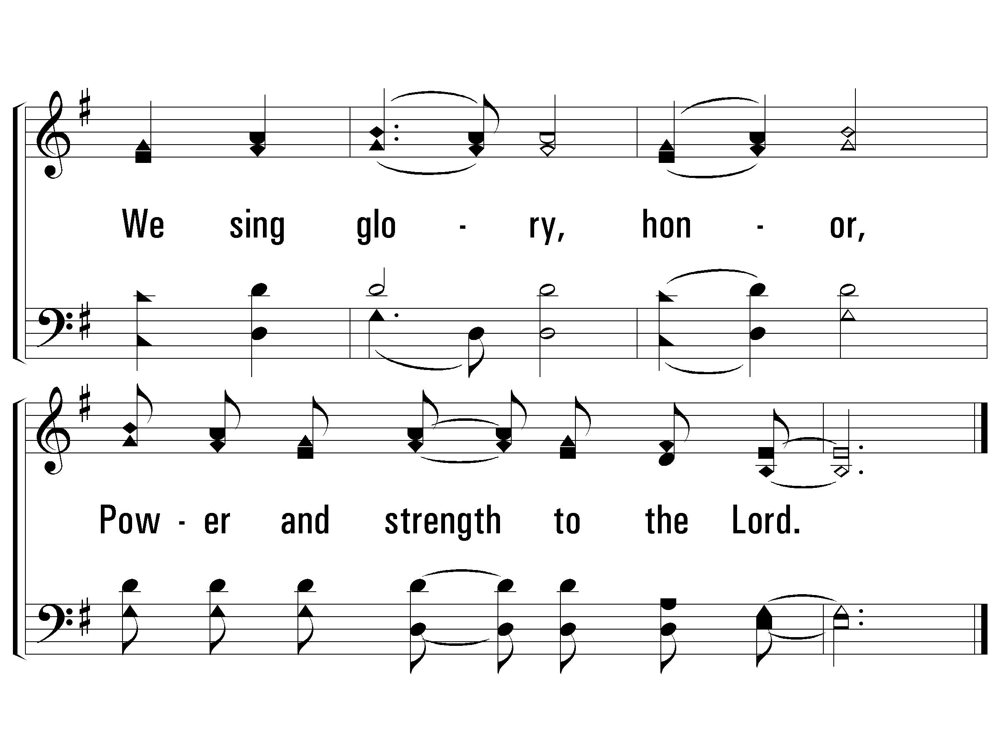 We sing glo - ry, hon - or,
Pow - er and strength to the Lord.